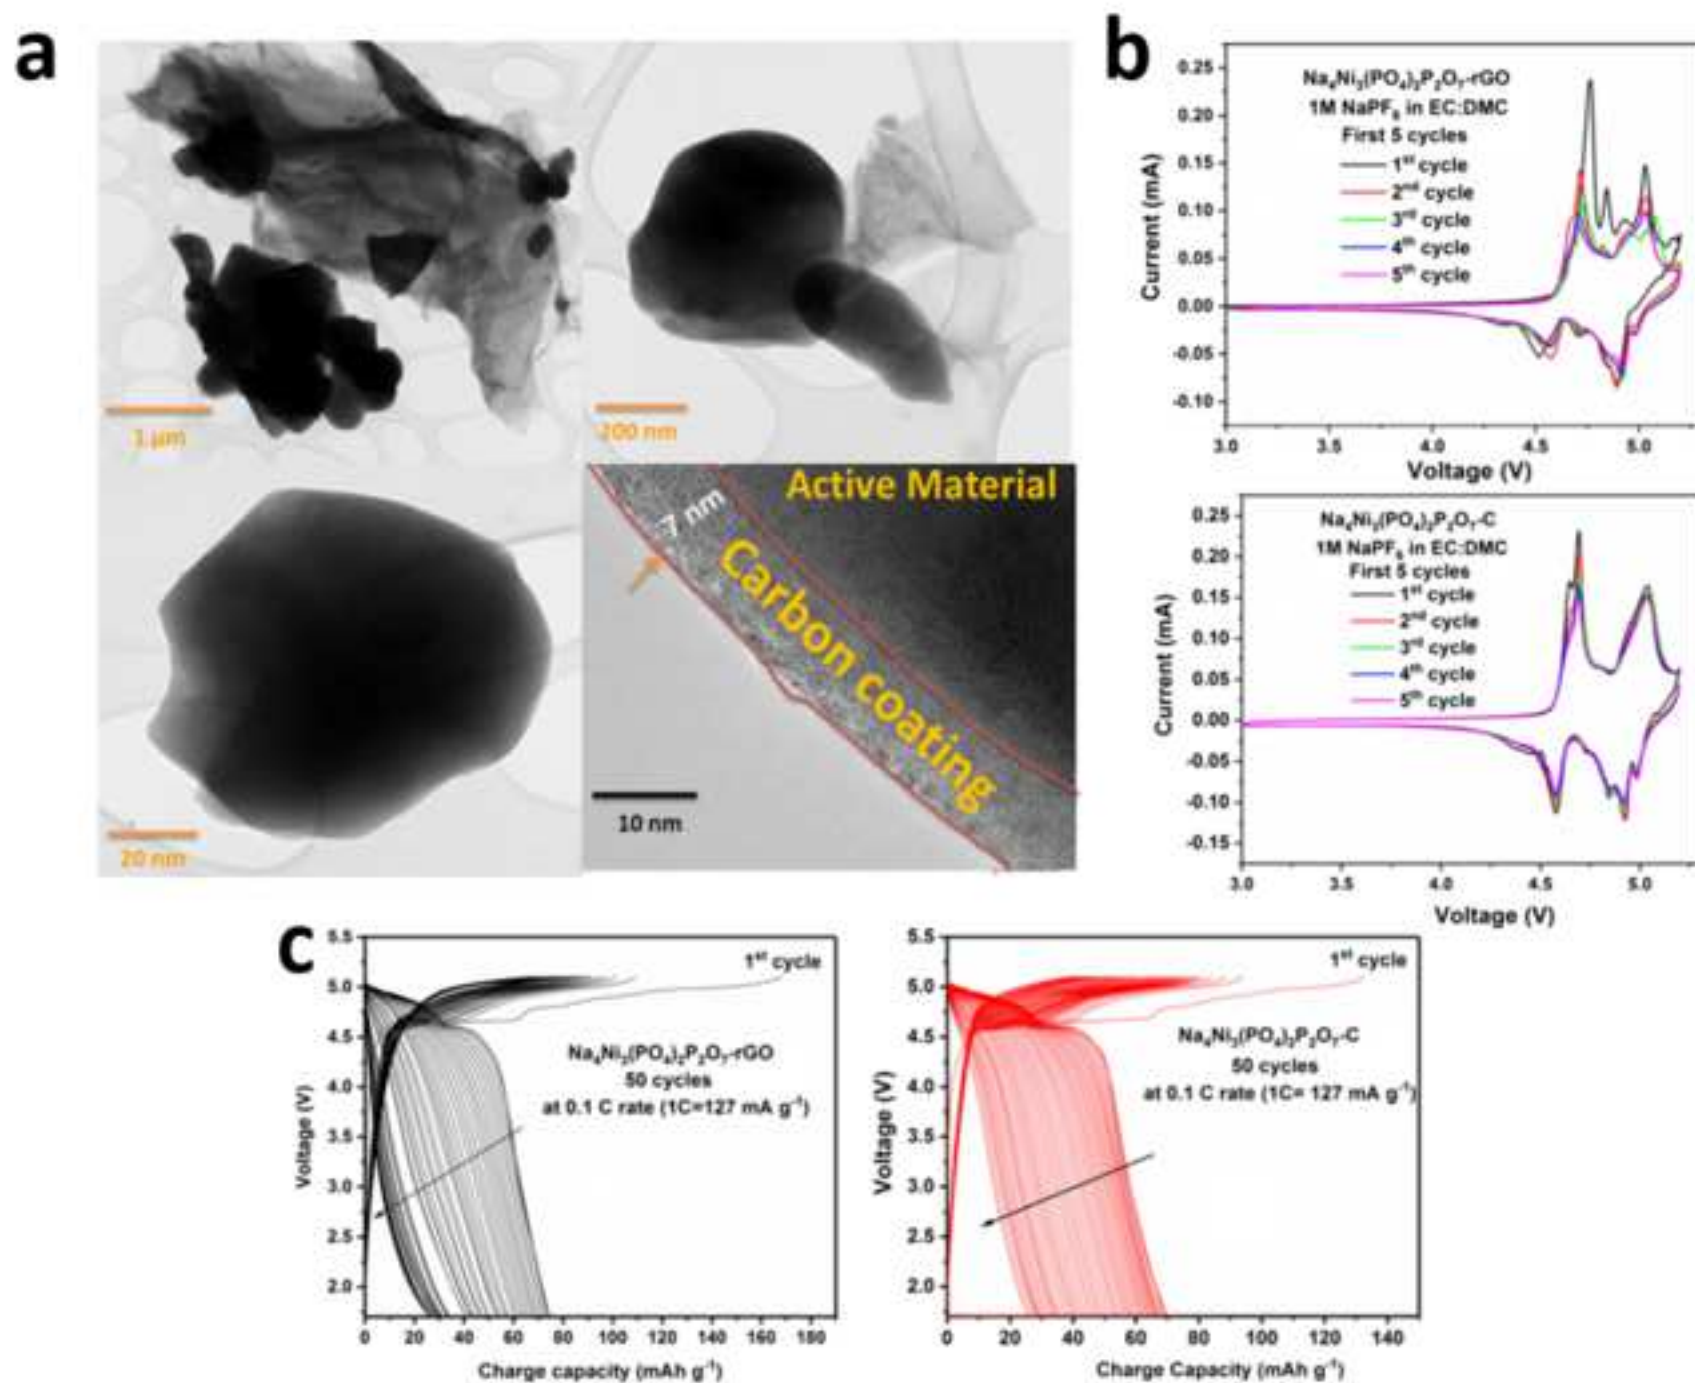 a
1 µm
200 nm
20 nm
Active Material
~7 nm
Carbon coating
10 nm
b
Na₄Ni₃(PO₄)₂P₂O₇-rGO
1M NaPF₆ in EC:DMC
First 5 cycles
1ˢᵗ cycle
2ⁿᵈ cycle
3ʳᵈ cycle
4ᵗʰ cycle
5ᵗʰ cycle
Current (mA)
0.25
0.20
0.15
0.10
0.05
0.00
-0.05
-0.10
3.0 3.5 4.0 4.5 5.0
Voltage (V)
Na₄Ni₃(PO₄)₂P₂O₇-C
1M NaPF₆ in EC:DMC
First 5 cycles
1ˢᵗ cycle
2ⁿᵈ cycle
3ʳᵈ cycle
4ᵗʰ cycle
5ᵗʰ cycle
Current (mA)
0.25
0.20
0.15
0.10
0.05
0.00
-0.05
-0.10
-0.15
3.0 3.5 4.0 4.5 5.0
Voltage (V)
c
1ˢᵗ cycle
Na₄Ni₃(PO₄)₂P₂O₇-rGO
50 cycles
at 0.1 C rate (1C=127 mA g⁻¹)
Voltage (V)
5.5
5.0
4.5
4.0
3.5
3.0
2.5
2.0
0 20 40 60 80 100 120 140 160 180
Charge capacity (mAh g⁻¹)
1ˢᵗ cycle
Na₄Ni₃(PO₄)₂P₂O₇-C
50 cycles
at 0.1 C rate (1C= 127 mA g⁻¹)
Voltage (V)
5.5
5.0
4.5
4.0
3.5
3.0
2.5
2.0
0 20 40 60 80 100 120 140
Charge Capacity (mAh g⁻¹)